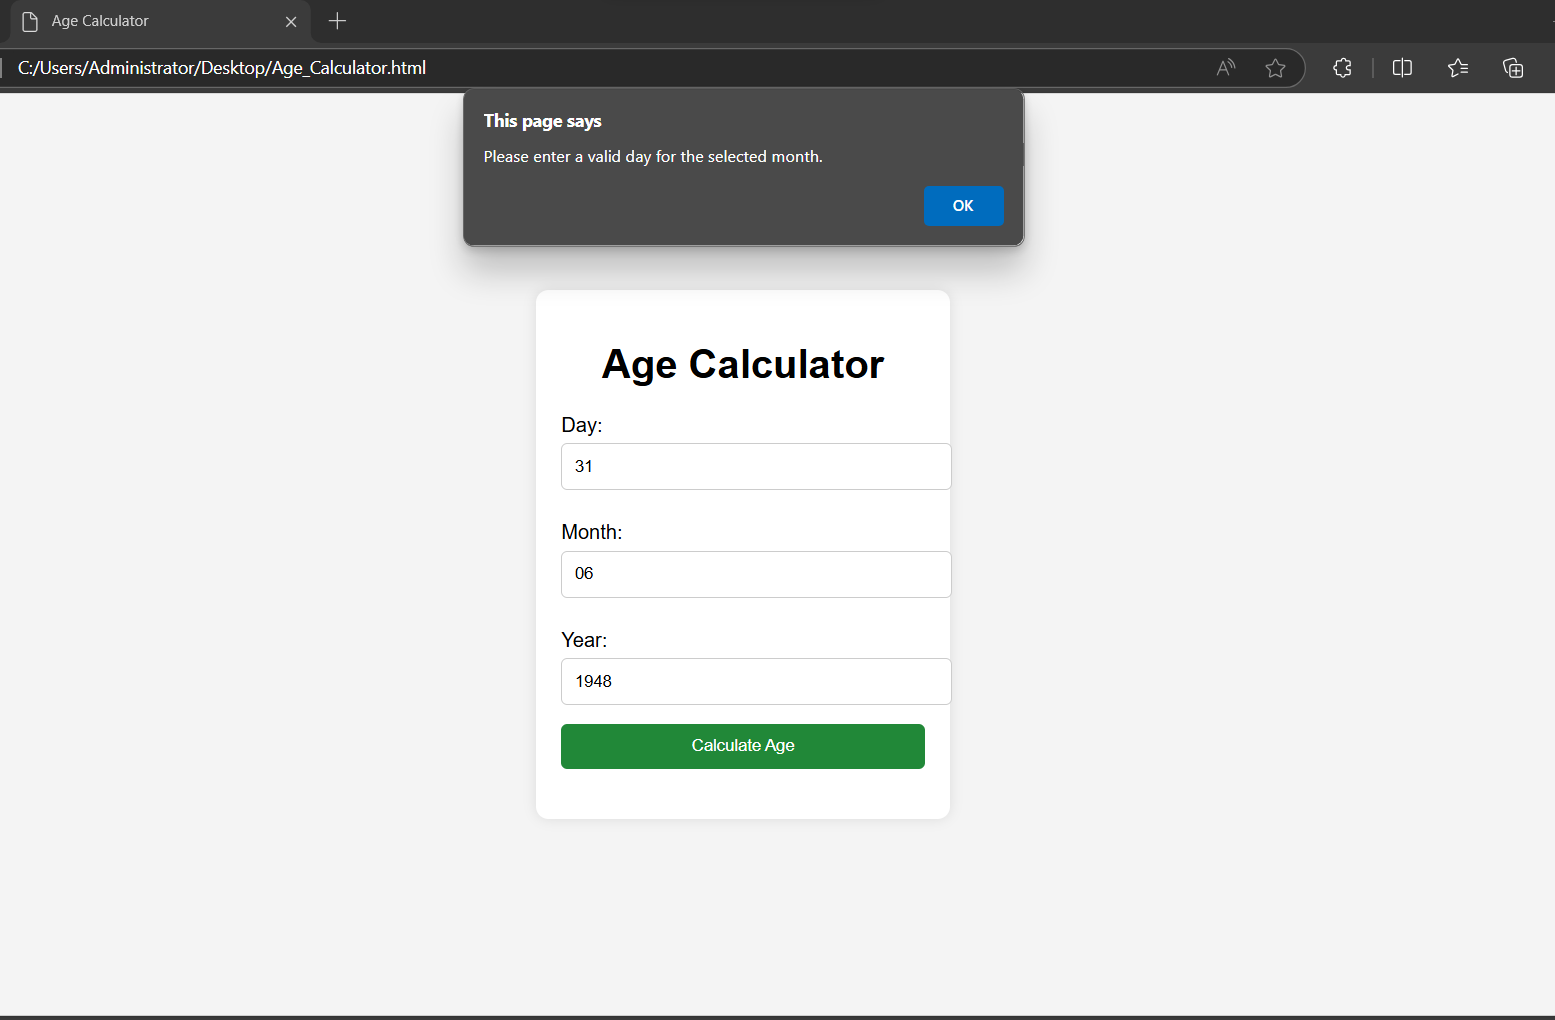 Age Calculator
C:/Users/Administrator/Desktop/Age_Calculator.html
This page says
Please enter a valid day for the selected month.
OK
Age Calculator
Day:
31
Month:
06
Year:
1948
Calculate Age